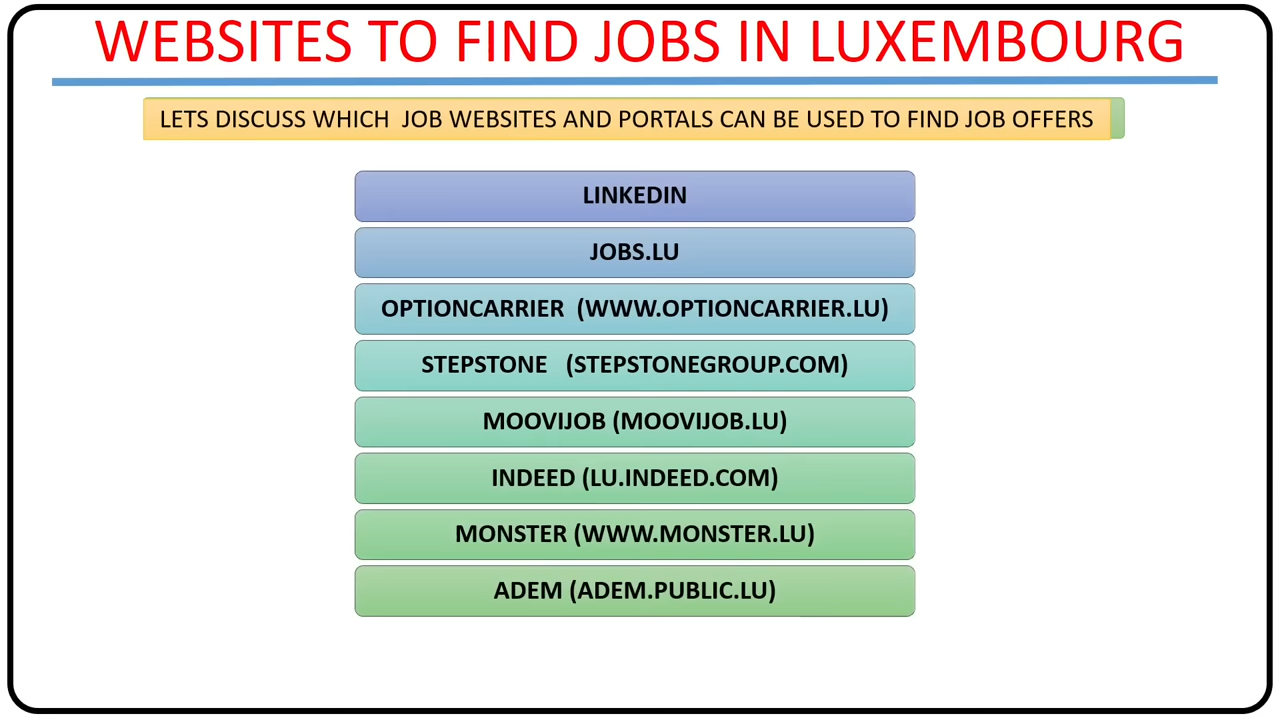 WEBSITES TO FIND JOBS IN LUXEMBOURG
LETS DISCUSS WHICH JOB WEBSITES AND PORTALS CAN BE USED TO FIND JOB OFFERS
LINKEDIN
JOBS.LU
OPTIONCARRIER (WWW.OPTIONCARRIER.LU)
STEPSTONE (STEPSTONEGROUP.COM)
MOOVIJOB (MOOVIJOB.LU)
INDEED (LU.INDEED.COM)
MONSTER (WWW.MONSTER.LU)
ADEM (ADEM.PUBLIC.LU)